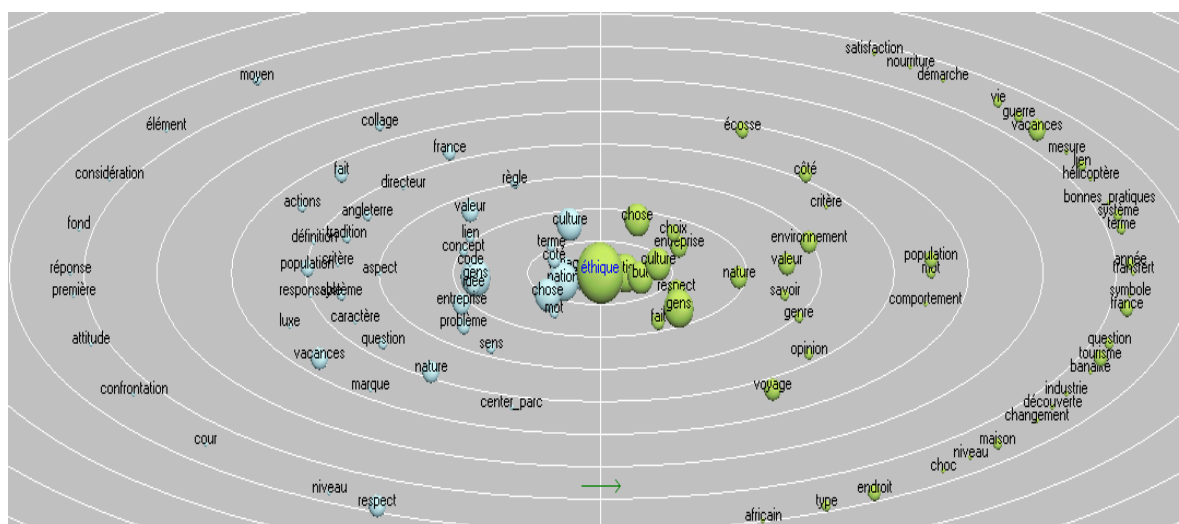 satisfaction
nourriture
démarche
moyen
vie
guerre
vacances
collage
écosse
élément
france
mesure
lien
hélicoptère
considération
fait
directeur
règle
côté
bonnes_pratiques
actions
angleterre
valeur
culture
chose
critère
système
terme
fond
définition
tradition
lien
concept
terme
choix
entreprise
environnement
réponse
population
critère
aspect
code
gens
idée
coté
nation
éthique
but
culture
nature
valeur
population
mot
année
transfert
première
responsable
système
entreprise
chose
mot
respect
gens
savoir
comportement
symbole
france
luxe
caractère
problème
fait
genre
attitude
vacances
question
sens
opinion
question
tourisme
banalité
confrontation
marque
nature
center_parc
voyage
industrie
découverte
changement
cour
maison
niveau
choc
niveau
respect
endroit
type
africain